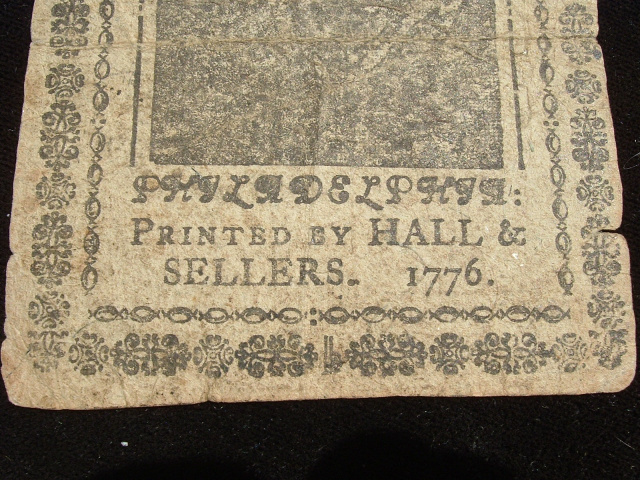 PHILADELPHIA:
PRINTED BY HALL &
SELLERS. 1776.